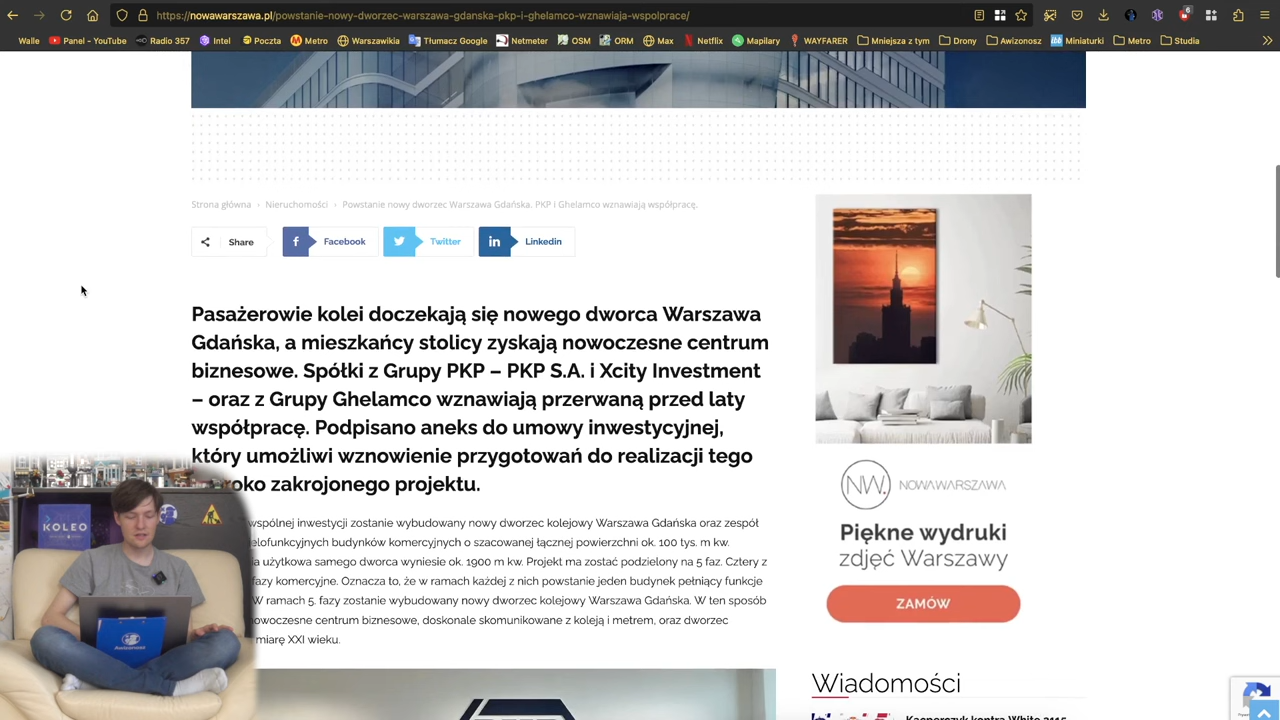 https://nowawarszawa.pl/powstanie-nowy-dworzec-warszawa-gdanska-pkp-i-ghelamco-wznawiaja-wspolprace/
6
Walle Panel - YouTube Radio 357 Intel Poczta Metro Warszawikia Tłumacz Google Netmeter OSM ORM Max Netflix Mapilary WAYFARER Mniejsza z tym Drony Awizonosz Miniaturki Metro Studia
Strona główna › Nieruchomości › Powstanie nowy dworzec Warszawa Gdańska. PKP i Ghelamco wznawiają współpracę.
Share Facebook Twitter Linkedin
Pasażerowie kolei doczekają się nowego dworca Warszawa
Gdańska, a mieszkańcy stolicy zyskają nowoczesne centrum
biznesowe. Spółki z Grupy PKP – PKP S.A. i Xcity Investment
– oraz z Grupy Ghelamco wznawiają przerwaną przed laty
współpracę. Podpisano aneks do umowy inwestycyjnej,
który umożliwi wznowienie przygotowań do realizacji tego
oko zakrojonego projektu.
wspólnej inwestycji zostanie wybudowany nowy dworzec kolejowy Warszawa Gdańska oraz zespół
elofunkcyjnych budynków komercyjnych o szacowanej łącznej powierzchni ok. 100 tys. m kw.
a użytkowa samego dworca wyniesie ok. 1900 m kw. Projekt ma zostać podzielony na 5 faz. Cztery z
fazy komercyjne. Oznacza to, że w ramach każdej z nich powstanie jeden budynek pełniący funkcje
W ramach 5. fazy zostanie wybudowany nowy dworzec kolejowy Warszawa Gdańska. W ten sposób
nowoczesne centrum biznesowe, doskonale skomunikowane z koleją i metrem, oraz dworzec
miarę XXI wieku.
NW. NOWAWARSZAWA
Piękne wydruki
zdjęć Warszawy
ZAMÓW
Wiadomości
KOLEO
Awizonosz